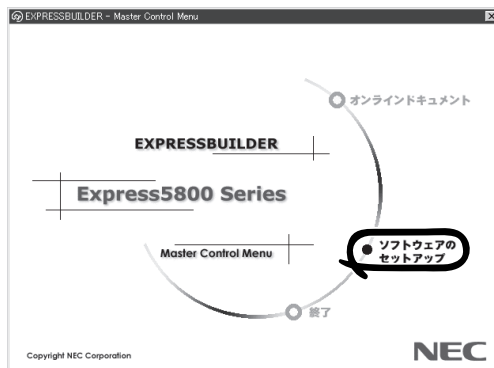 EXPRESSBUILDER - Master Control Menu
オンラインドキュメント
EXPRESSBUILDER
Express5800 Series
ソフトウェアの
セットアップ
Master Control Menu
終了
Copyright NEC Corporation
NEC